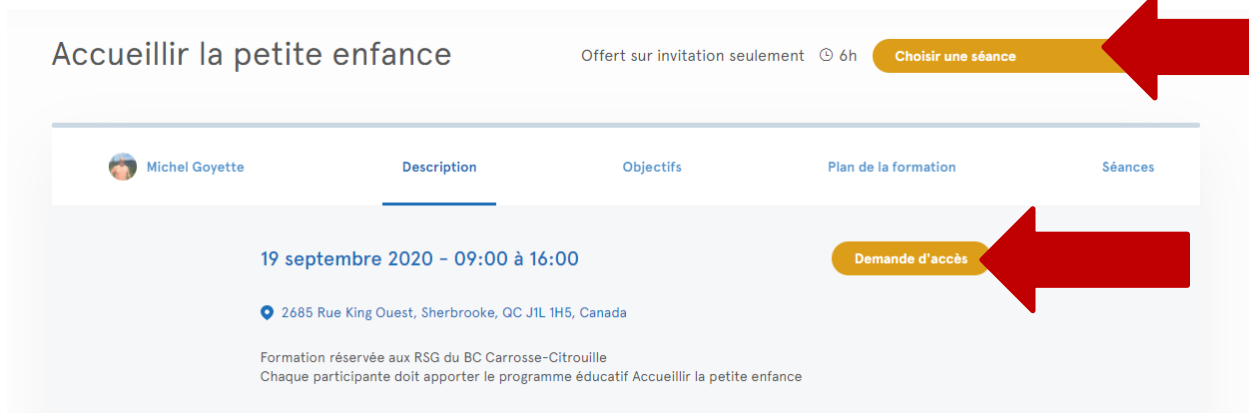 Accueillir la petite enfance
Offert sur invitation seulement 6h Choisir une séance
Michel Goyette Description Objectifs Plan de la formation Séances
19 septembre 2020 - 09:00 à 16:00 Demande d'accès
2685 Rue King Ouest, Sherbrooke, QC J1L 1H5, Canada
Formation réservée aux RSG du BC Carrosse-Citrouille
Chaque participante doit apporter le programme éducatif Accueillir la petite enfance